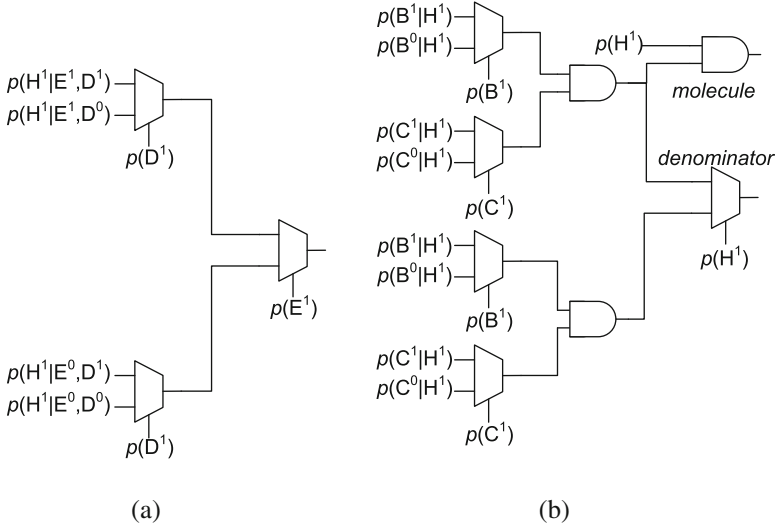 p(H¹|E¹,D¹)
p(H¹|E¹,D⁰)
p(D¹)
p(E¹)
p(H¹|E⁰,D¹)
p(H¹|E⁰,D⁰)
p(D¹)
(a)
p(B¹|H¹)
p(B⁰|H¹)
p(B¹)
p(C¹|H¹)
p(C⁰|H¹)
p(C¹)
p(H¹)
molecule
denominator
p(H¹)
p(B¹|H¹)
p(B⁰|H¹)
p(B¹)
p(C¹|H¹)
p(C⁰|H¹)
p(C¹)
(b)